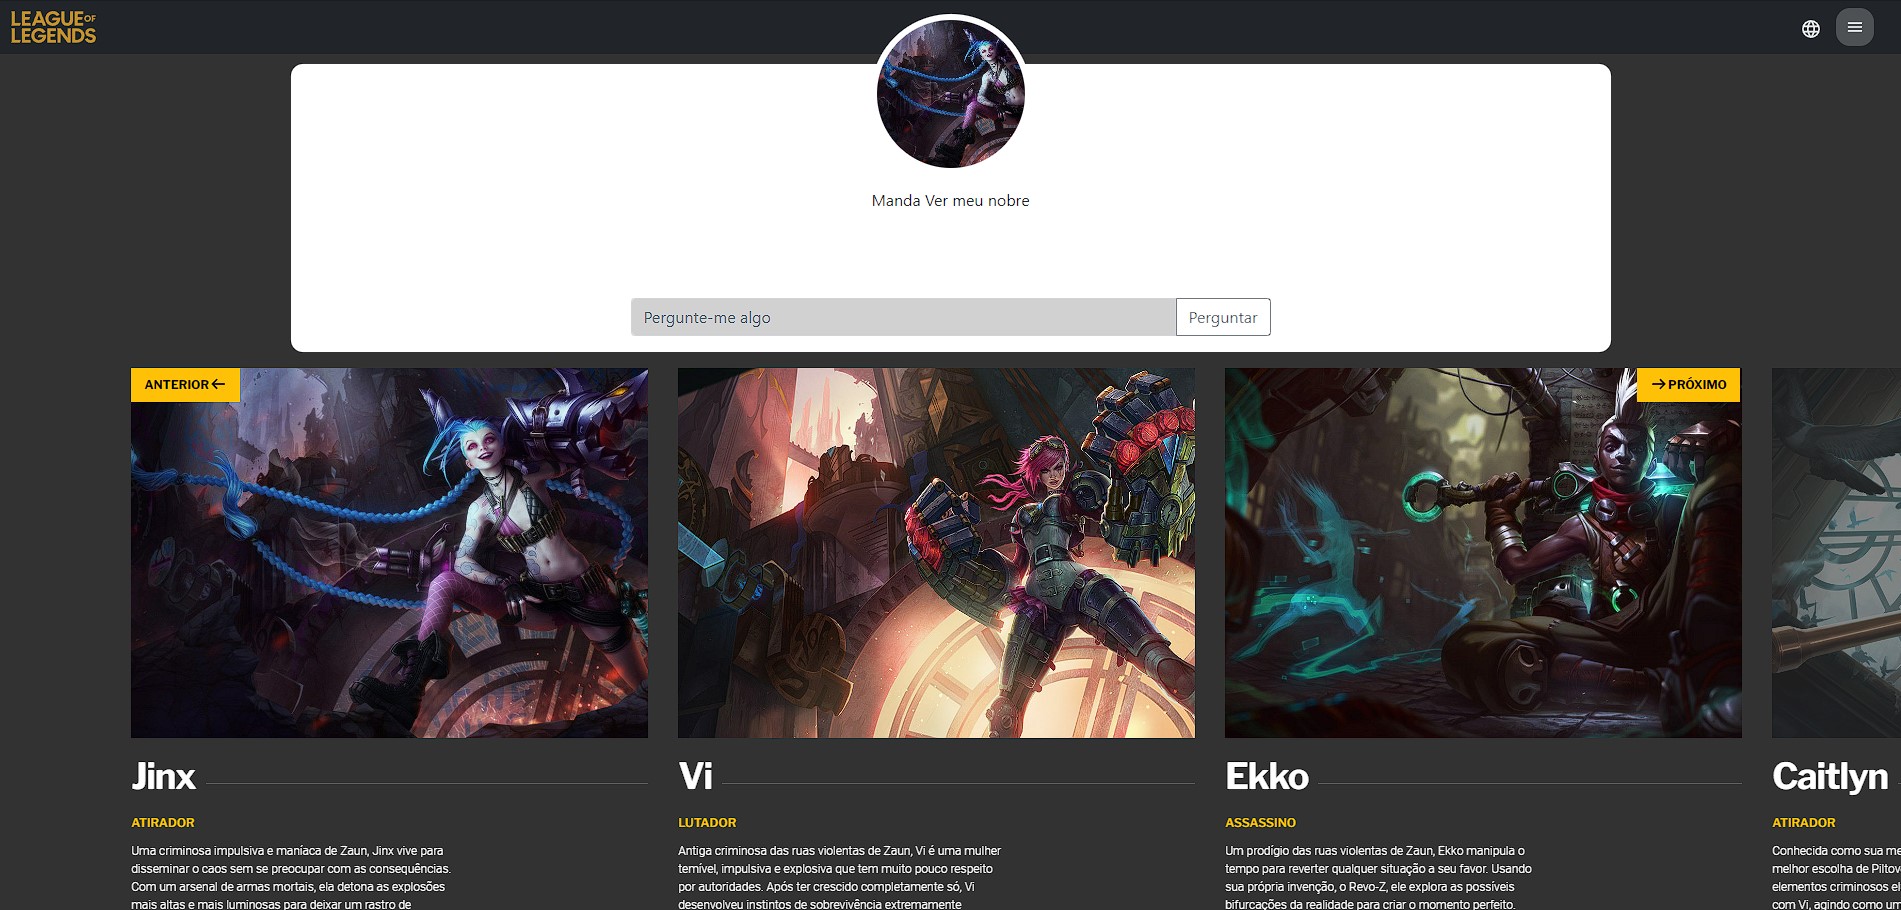 LEAGUE OF
LEGENDS
Manda Ver meu nobre
Pergunte-me algo
Perguntar
ANTERIOR
PRÓXIMO
Jinx
ATIRADOR
Uma criminosa impulsiva e maníaca de Zaun, Jinx vive para
disseminar o caos sem se preocupar com as consequências.
Com um arsenal de armas mortais, ela detona as explosões
mais altas e mais luminosas para deixar um rastro de
Vi
LUTADOR
Antiga criminosa das ruas violentas de Zaun, Vi é uma mulher
temível, impulsiva e explosiva que tem muito pouco respeito
por autoridades. Após ter crescido completamente só, Vi
desenvolveu instintos de sobrevivência extremamente
Ekko
ASSASSINO
Um prodígio das ruas violentas de Zaun, Ekko manipula o
tempo para reverter qualquer situação a seu favor. Usando
sua própria invenção, o Revo-Z, ele explora as possíveis
bifurcações da realidade para criar o momento perfeito.
Caitlyn
ATIRADOR
Conhecida como sua me
melhor escolha de Piltov
elementos criminosos el
com Vi, agindo como um